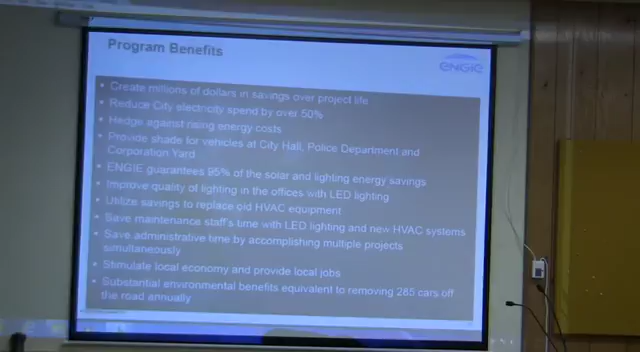 Program Benefits
ENGIE
• Create millions of dollars in savings over project life
• Reduce City electricity spend by over 50%
• Hedge against rising energy costs
• Provide shade for vehicles at City Hall, Police Department and
Corporation Yard
• ENGIE guarantees 95% of the solar and lighting energy savings
• Improve quality of lighting in the offices with LED lighting
• Utilize savings to replace old HVAC equipment
• Save maintenance staff's time with LED lighting and new HVAC systems
• Save administrative time by accomplishing multiple projects
simultaneously
• Stimulate local economy and provide local jobs
• Substantial environmental benefits equivalent to removing 285 cars off
the road annually